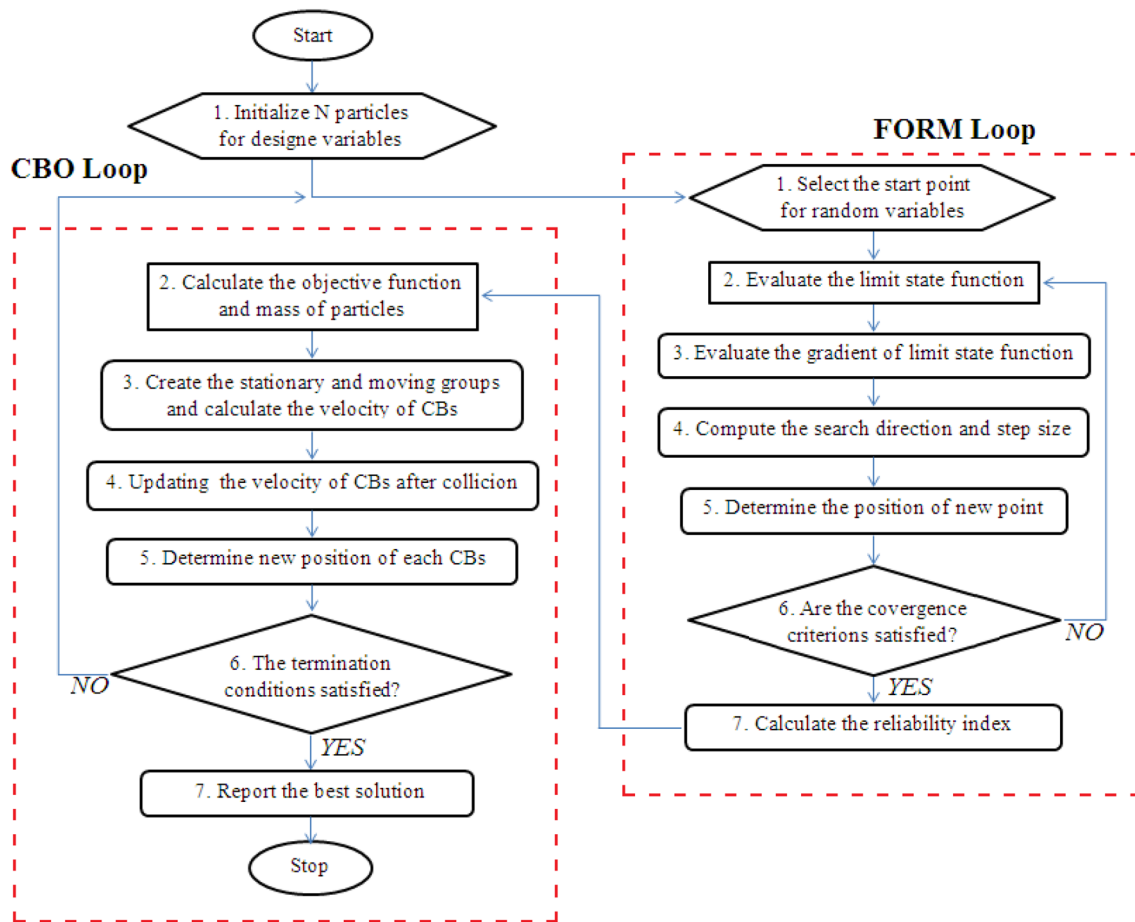 Start
1. Initialize N particles
for designe variables
CBO Loop
2. Calculate the objective function
and mass of particles
3. Create the stationary and moving groups
and calculate the velocity of CBs
4. Updating the velocity of CBs after collicion
5. Determine new position of each CBs
6. The termination
conditions satisfied?
NO
YES
7. Report the best solution
Stop
FORM Loop
1. Select the start point
for random variables
2. Evaluate the limit state function
3. Evaluate the gradient of limit state function
4. Compute the search direction and step size
5. Determine the position of new point
6. Are the covergence
criterions satisfied?
NO
YES
7. Calculate the reliability index